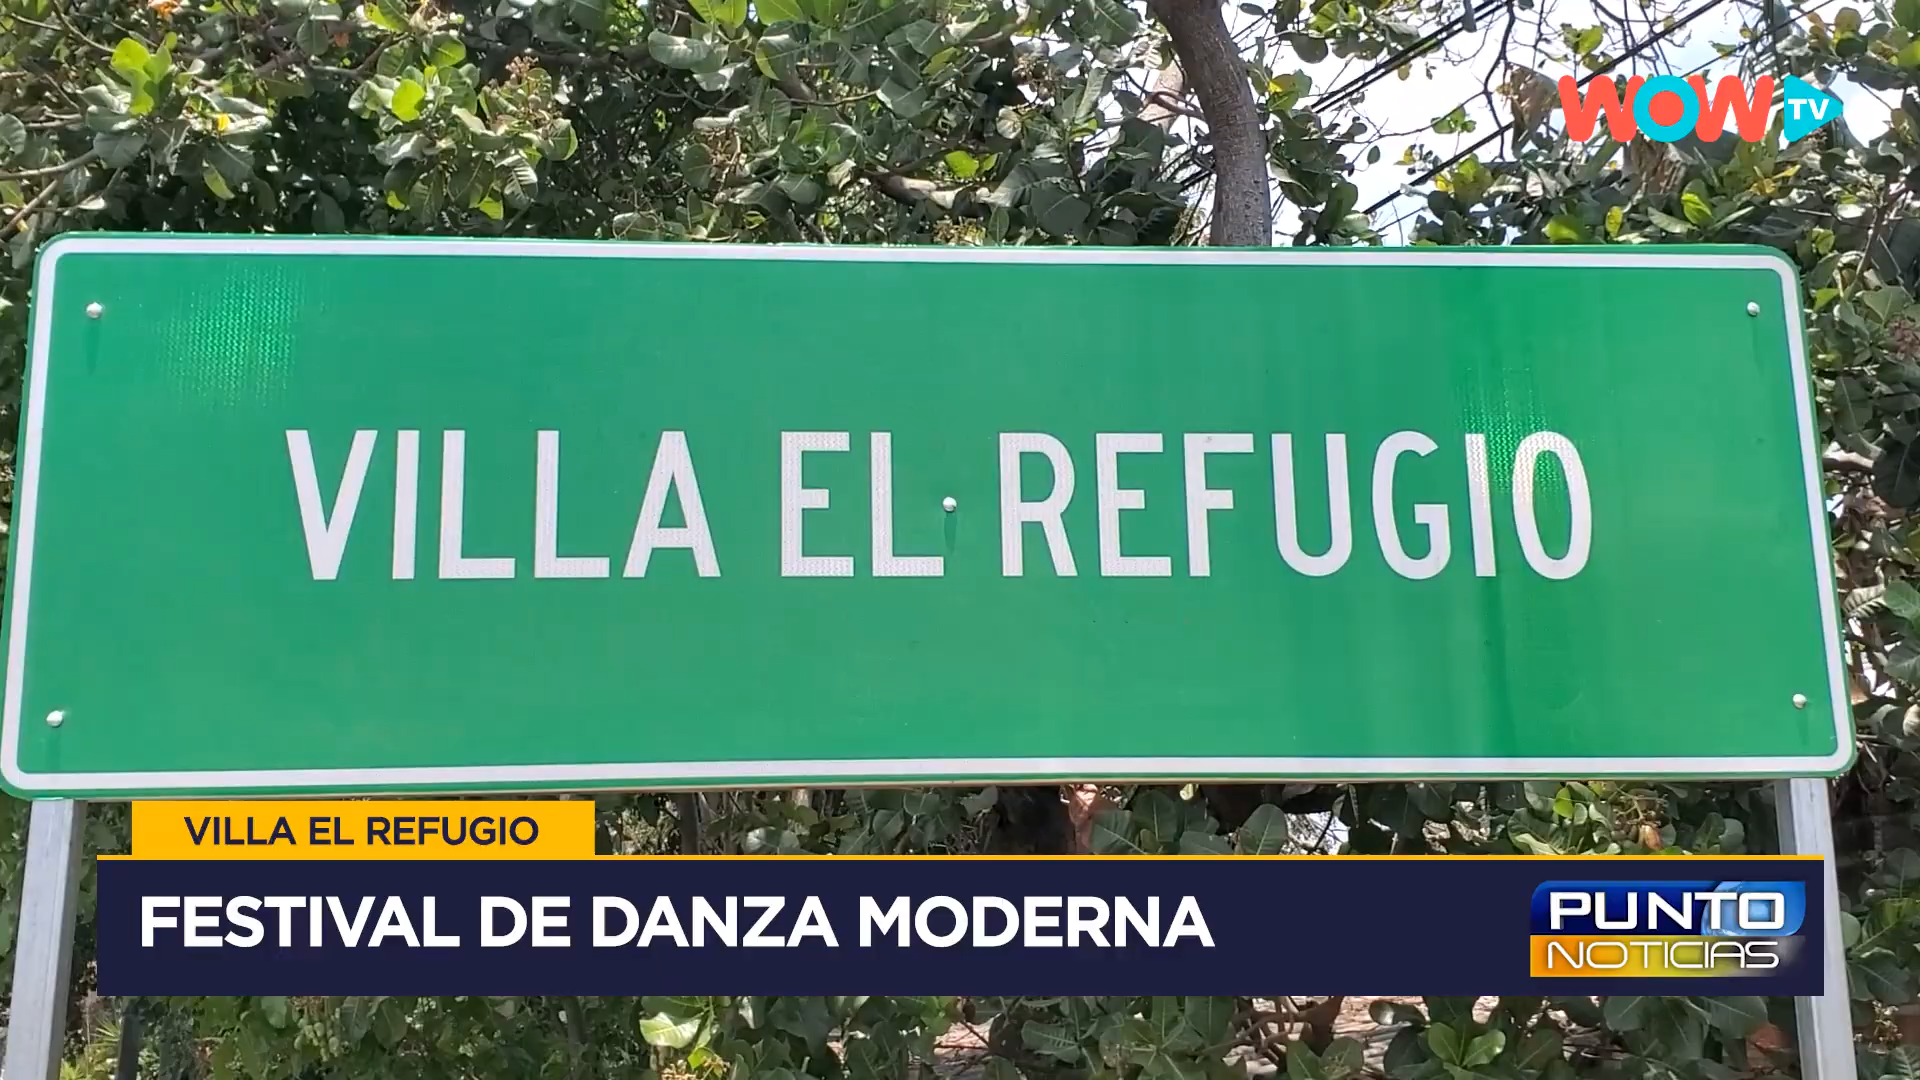 WOW TV
VILLA EL REFUGIO
VILLA EL REFUGIO
FESTIVAL DE DANZA MODERNA
PUNTO
NOTICIAS